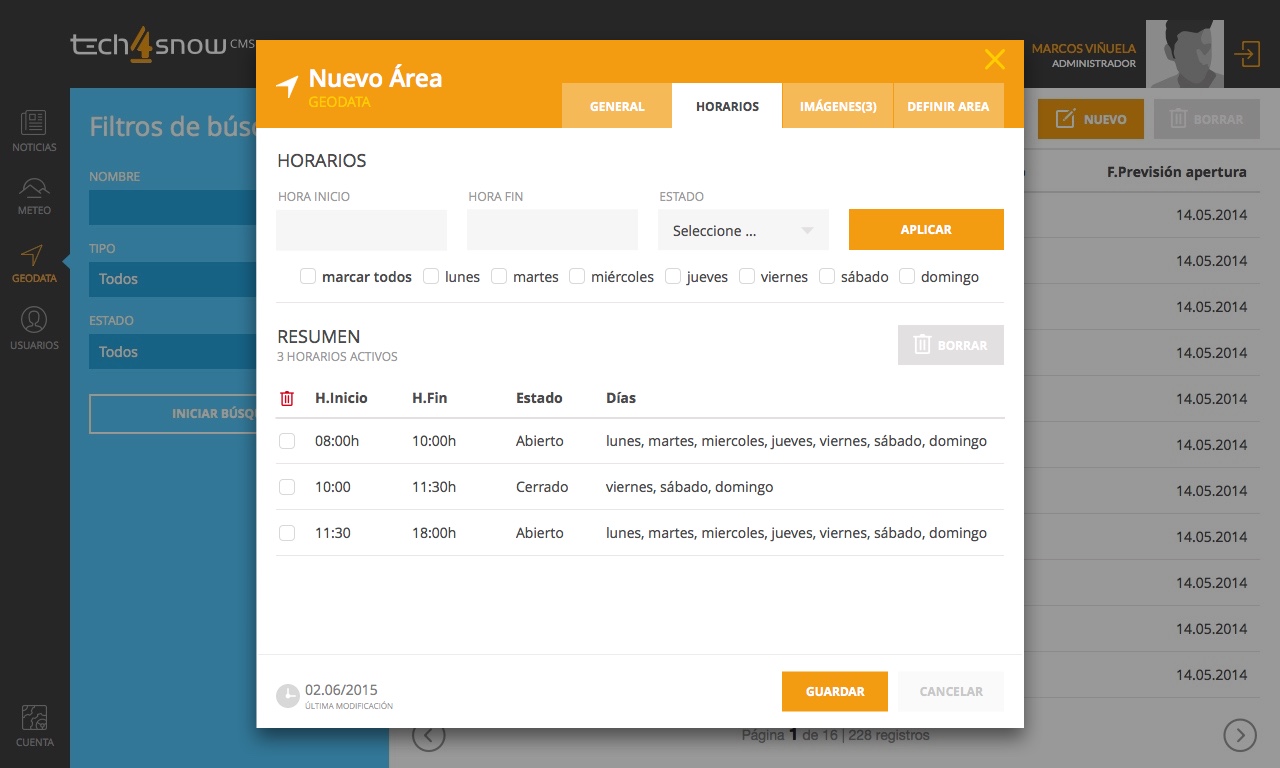 tech4snow CMS
MARCOS VIÑUELA
ADMINISTRADOR
NOTICIAS
METEO
GEODATA
USUARIOS
CUENTA
Filtros de bús
NOMBRE
TIPO
Todos
ESTADO
Todos
INICIAR BÚSQ
NUEVO
BORRAR
F.Previsión apertura
14.05.2014
14.05.2014
14.05.2014
14.05.2014
14.05.2014
14.05.2014
14.05.2014
14.05.2014
14.05.2014
14.05.2014
14.05.2014
Página 1 de 16 | 228 registros
Nuevo Área
GEODATA
GENERAL
HORARIOS
IMÁGENES(3)
DEFINIR AREA
HORARIOS
HORA INICIO
HORA FIN
ESTADO
Seleccione ...
APLICAR
marcar todos lunes martes miércoles jueves viernes sábado domingo
RESUMEN
3 HORARIOS ACTIVOS
BORRAR
H.Inicio H.Fin Estado Días
08:00h 10:00h Abierto lunes, martes, miercoles, jueves, viernes, sábado, domingo
10:00 11:30h Cerrado viernes, sábado, domingo
11:30 18:00h Abierto lunes, martes, miercoles, jueves, viernes, sábado, domingo
02.06/2015
ÚLTIMA MODIFICACIÓN
GUARDAR
CANCELAR